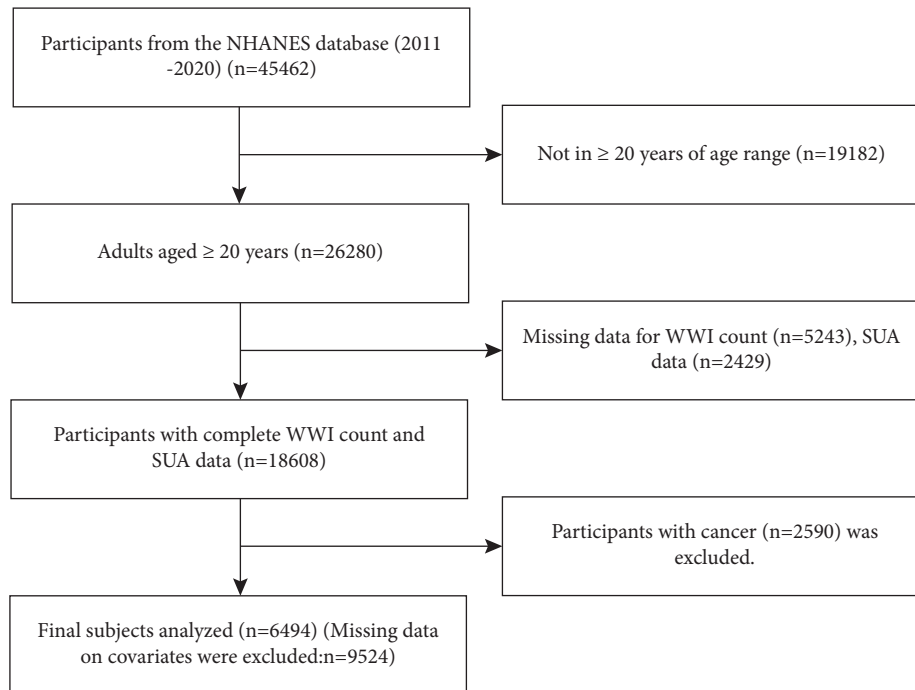 Participants from the NHANES database (2011
-2020) (n=45462)
Not in ≥ 20 years of age range (n=19182)
Adults aged ≥ 20 years (n=26280)
Missing data for WWI count (n=5243), SUA
data (n=2429)
Participants with complete WWI count and
SUA data (n=18608)
Participants with cancer (n=2590) was
excluded.
Final subjects analyzed (n=6494) (Missing data
on covariates were excluded:n=9524)